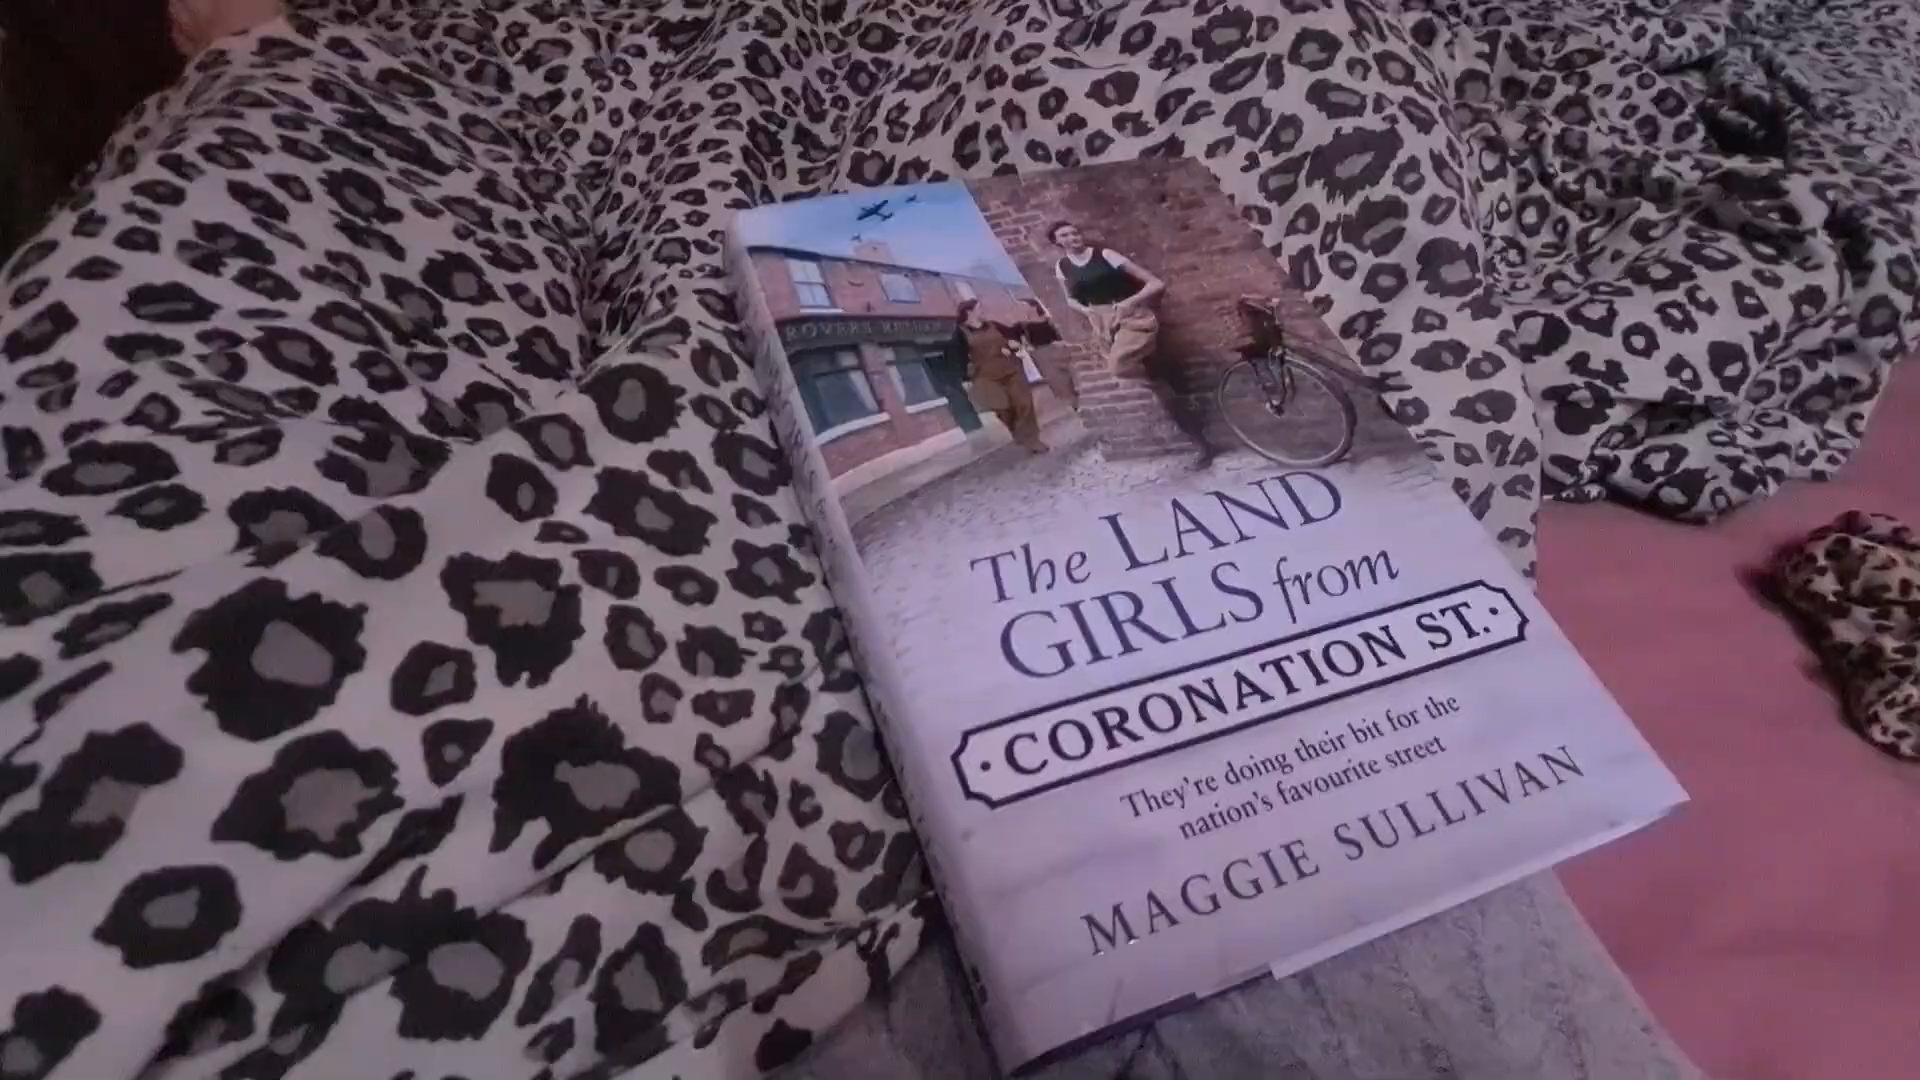 ROVERS RETURN
The LAND
GIRLS from
CORONATION ST.
They're doing their bit for the
nation's favourite street
MAGGIE SULLIVAN